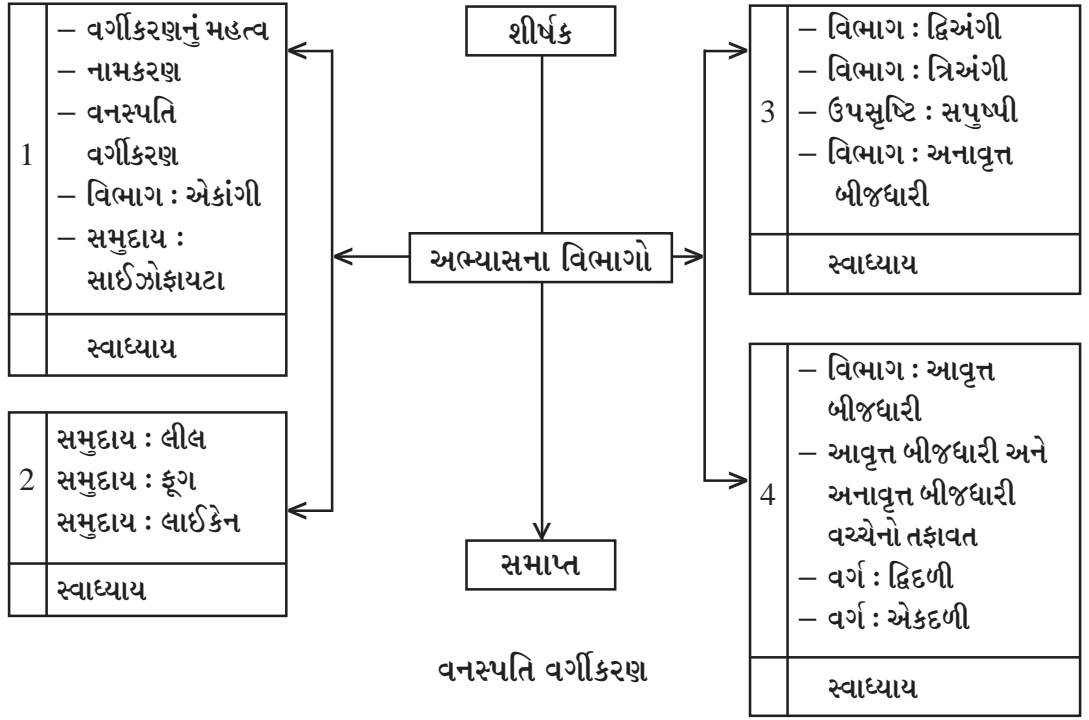 શીર્ષક
અભ્યાસના વિભાગો
1
– વર્ગીકરણનું મહત્વ
– નામકરણ
– વનસ્પતિ
વર્ગીકરણ
– વિભાગ : એકાંગી
– સમુદાય :
સાઈઝોફાયટા
સ્વાધ્યાય
2
સમુદાય : લીલ
સમુદાય : ફૂગ
સમુદાય : લાઈકેન
સ્વાધ્યાય
3
– વિભાગ : દ્વિઅંગી
– વિભાગ : ત્રિઅંગી
– ઉપસૃષ્ટિ : સપુષ્પી
– વિભાગ : અનાવૃત્ત
બીજધારી
સ્વાધ્યાય
4
– વિભાગ : આવૃત્ત
બીજધારી
– આવૃત્ત બીજધારી અને
અનાવૃત્ત બીજધારી
વચ્ચેનો તફાવત
– વર્ગ : દ્વિદળી
– વર્ગ : એકદળી
સ્વાધ્યાય
સમાપ્ત
વનસ્પતિ વર્ગીકરણ